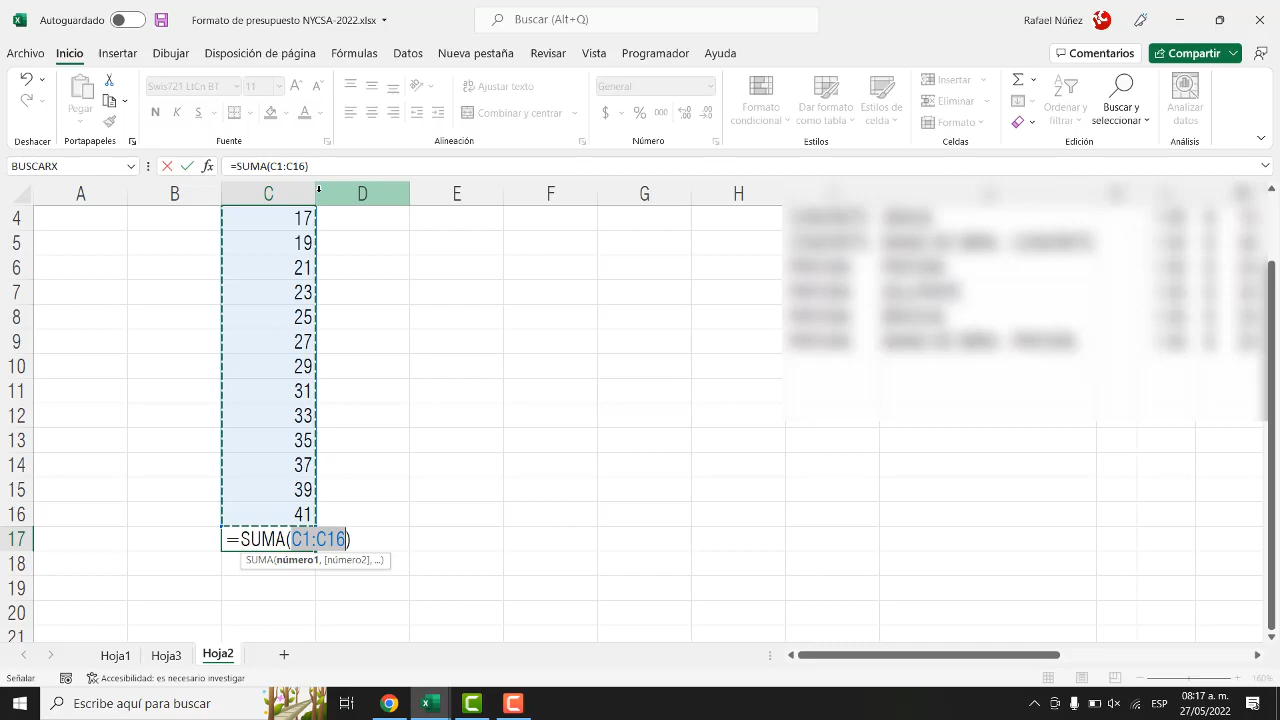 Autoguardado
Formato de presupuesto NYCSA-2022.xlsx
Buscar (Alt+Q)
Rafael Núñez
Archivo Inicio Insertar Dibujar Disposición de página Fórmulas Datos Nueva pestaña Revisar Vista Programador Ayuda
Comentarios Compartir
Pegar
Swis721 LtCn BT 11
N K S
Ajustar texto
Combinar y centrar
General
$ % 000
Formato condicional
Dar formato como tabla
Estilos de celda
Insertar
Eliminar
Formato
Ordenar y filtrar
Buscar y seleccionar
Analizar datos
Deshacer Portapapeles Fuente Alineación Número Estilos Celdas Edición Análisis
BUSCARX
=SUMA(C1:C16)
A B C D E F G H
4 17
5 19
6 21
7 23
8 25
9 27
10 29
11 31
12 33
13 35
14 37
15 39
16 41
17 =SUMA(C1:C16)
18 SUMA(número1, [número2], ...)
19
20
21
Hoja1 Hoja3 Hoja2
Señalar
Accesibilidad: es necesario investigar
160%
Escribe aquí para buscar
ESP
08:17 a. m.
27/05/2022